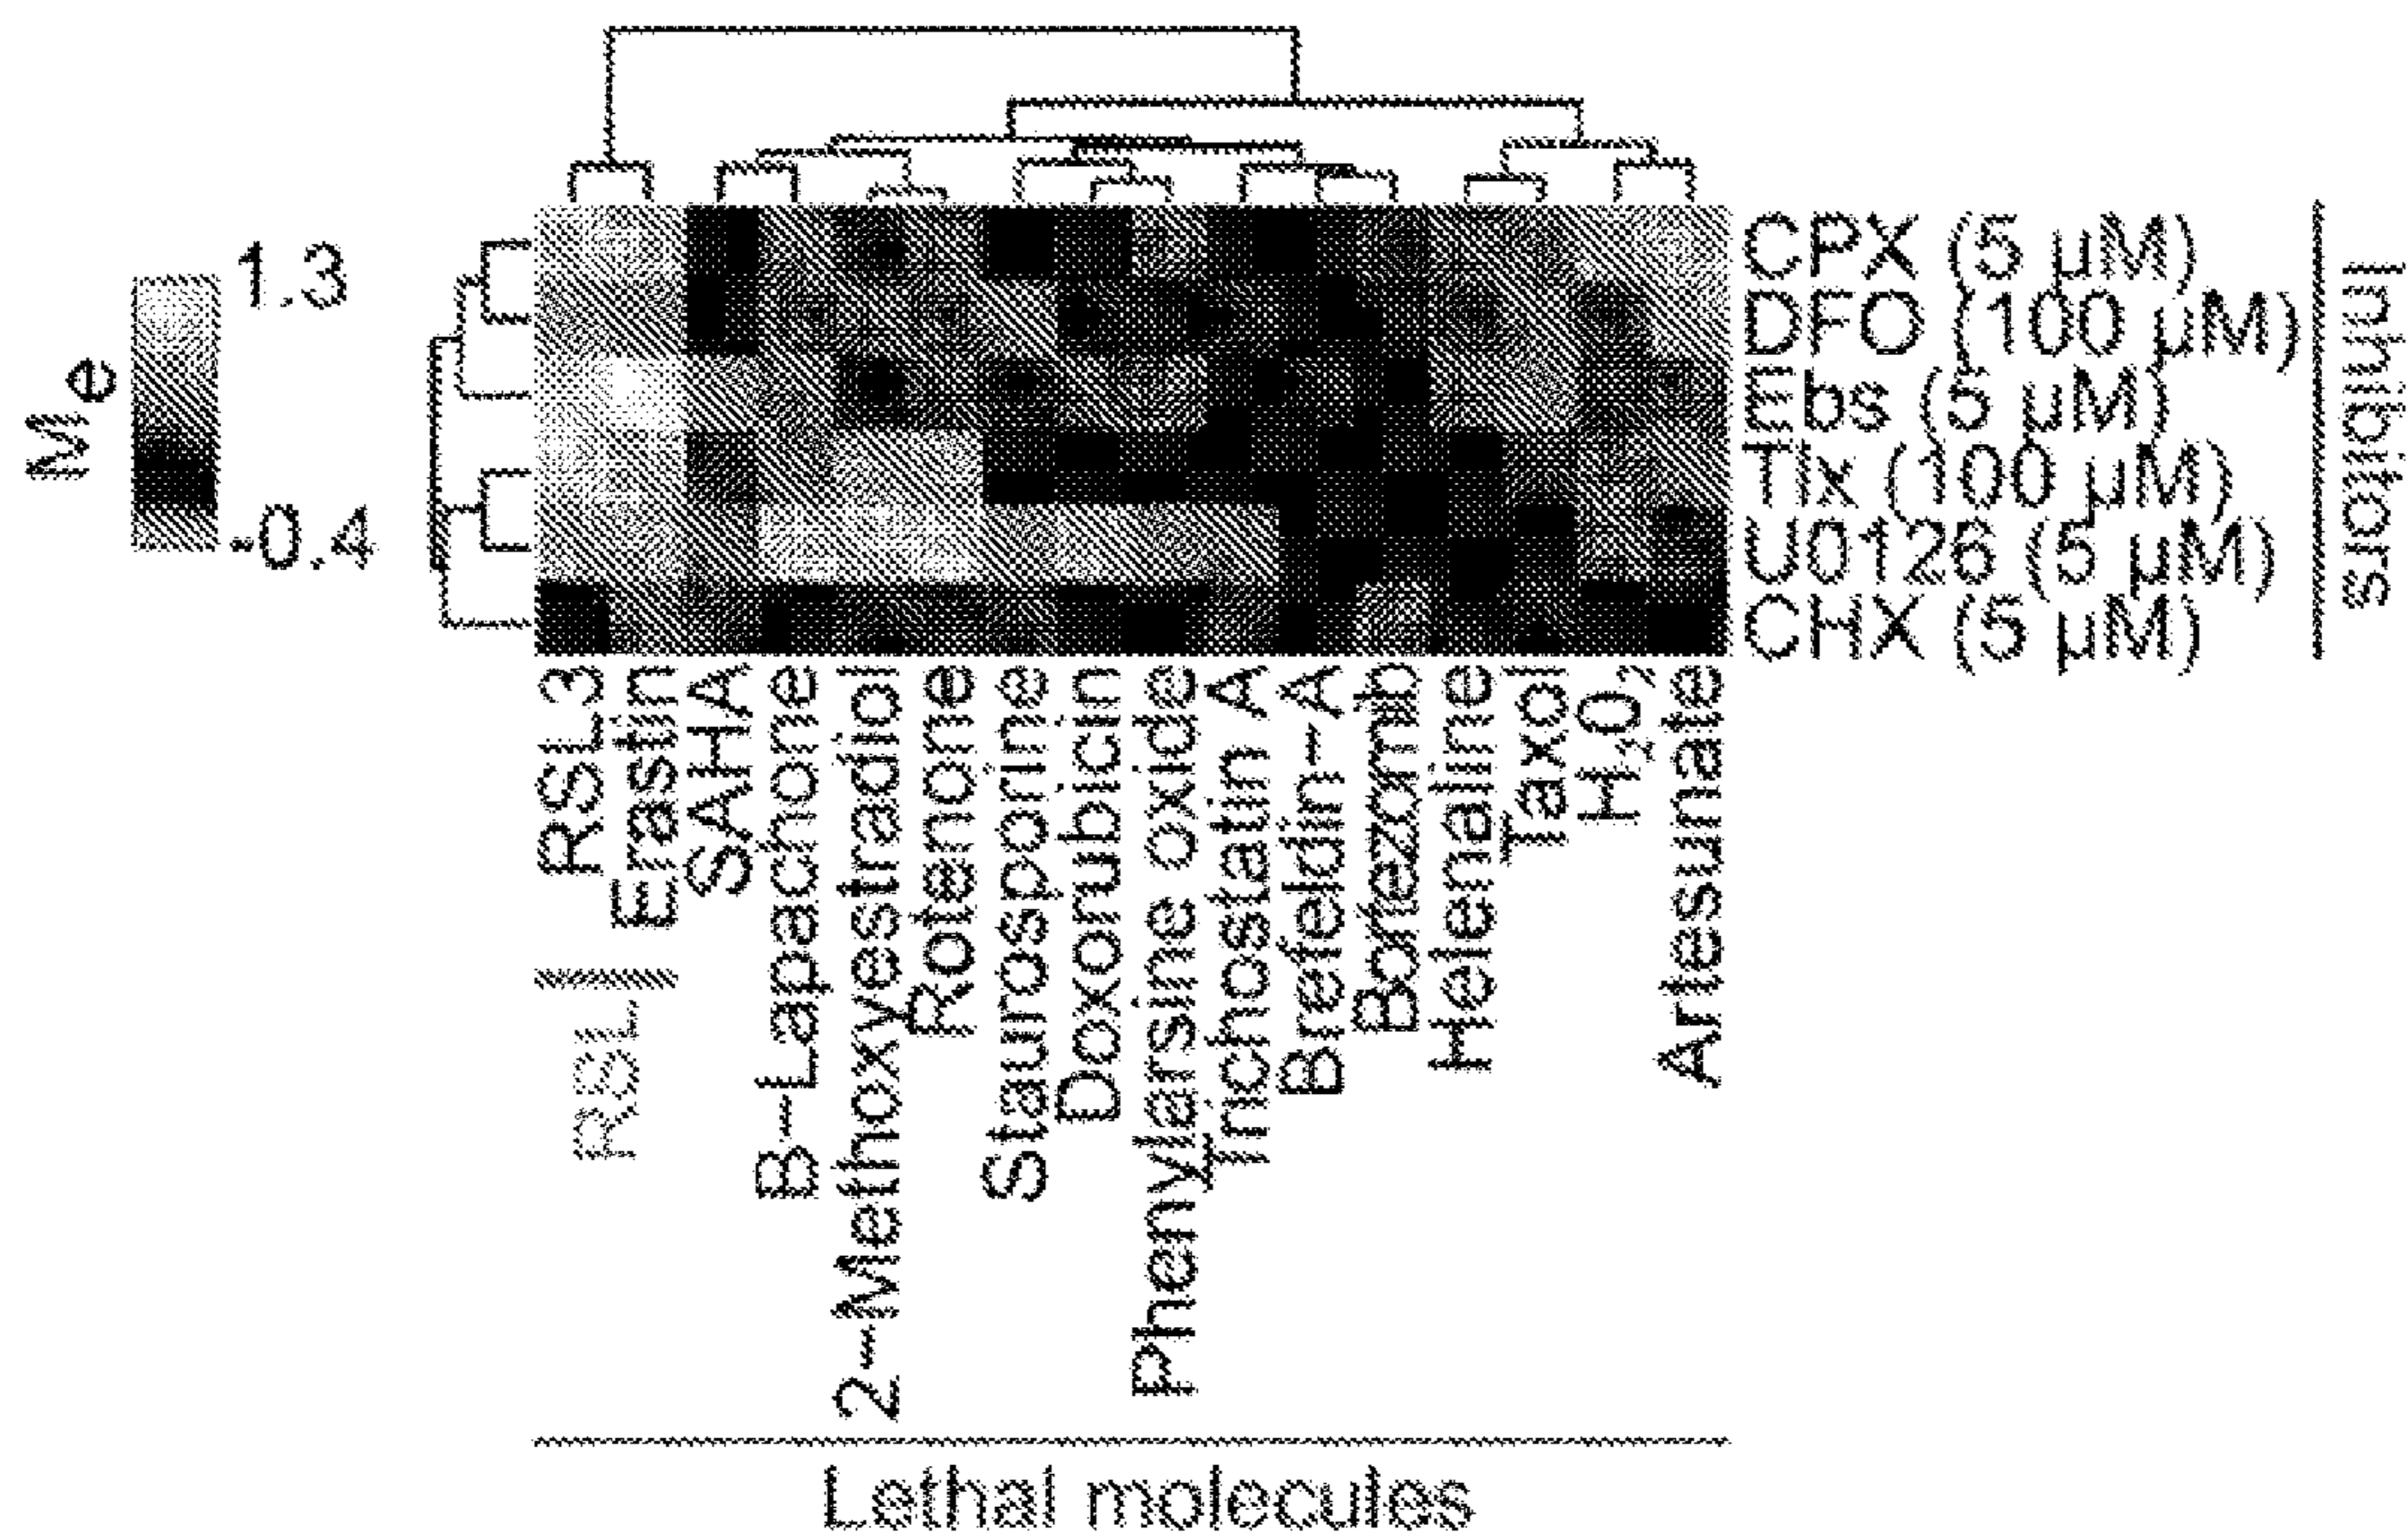 1.3
Me
-0.4
CPX (5 µM)
DFO (100 µM)
Ebs (5 µM)
Tlx (100 µM)
U0126 (5 µM)
CHX (5 µM)
Inhibitors
RSL3
Erastin
SAHA
B-Lapachone
2-Methoxyestradiol
Rotenone
Staurosporine
Doxorubicin
Phenylarsine oxide
Trichostatin A
Brefeldin-A
Bortezomib
Helenaline
Taxol
H₂O₂
Artesunate
RSL
Lethal molecules